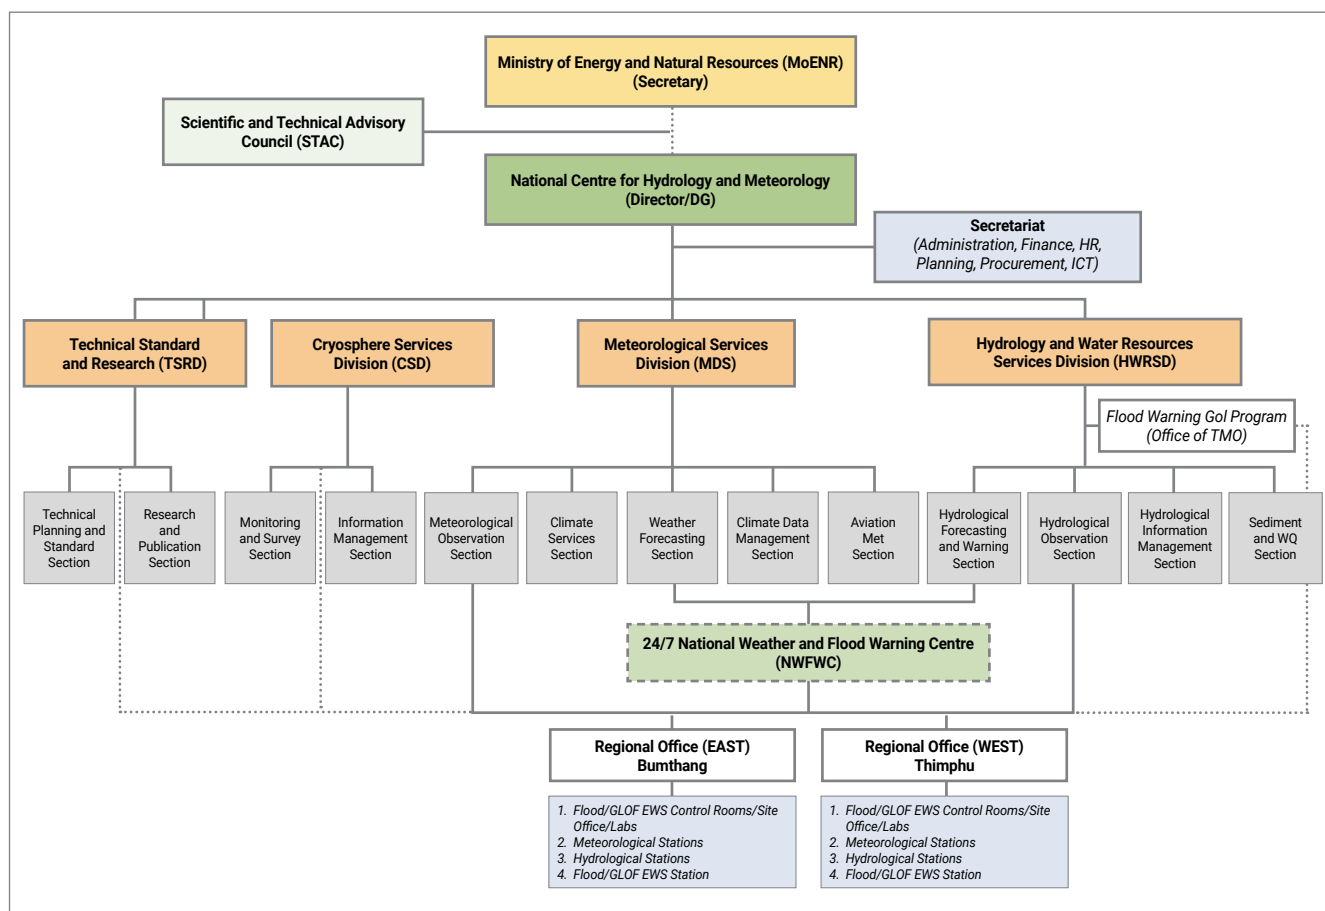 Ministry of Energy and Natural Resources (MoENR)
(Secretary)
Scientific and Technical Advisory
Council (STAC)
National Centre for Hydrology and Meteorology
(Director/DG)
Secretariat
(Administration, Finance, HR,
Planning, Procurement, ICT)
Technical Standard
and Research (TSRD)
Cryosphere Services
Division (CSD)
Meteorological Services
Division (MDS)
Hydrology and Water Resources
Services Division (HWRSD)
Flood Warning GoI Program
(Office of TMO)
Technical
Planning and
Standard
Section
Research
and
Publication
Section
Monitoring
and Survey
Section
Information
Management
Section
Meteorological
Observation
Section
Climate
Services
Section
Weather
Forecasting
Section
Climate Data
Management
Section
Aviation
Met
Section
Hydrological
Forecasting
and Warning
Section
Hydrological
Observation
Section
Hydrological
Information
Management
Section
Sediment
and WQ
Section
24/7 National Weather and Flood Warning Centre
(NWFWC)
Regional Office (EAST)
Bumthang
1. Flood/GLOF EWS Control Rooms/Site
Office/Labs
2. Meteorological Stations
3. Hydrological Stations
4. Flood/GLOF EWS Station
Regional Office (WEST)
Thimphu
1. Flood/GLOF EWS Control Rooms/Site
Office/Labs
2. Meteorological Stations
3. Hydrological Stations
4. Flood/GLOF EWS Station